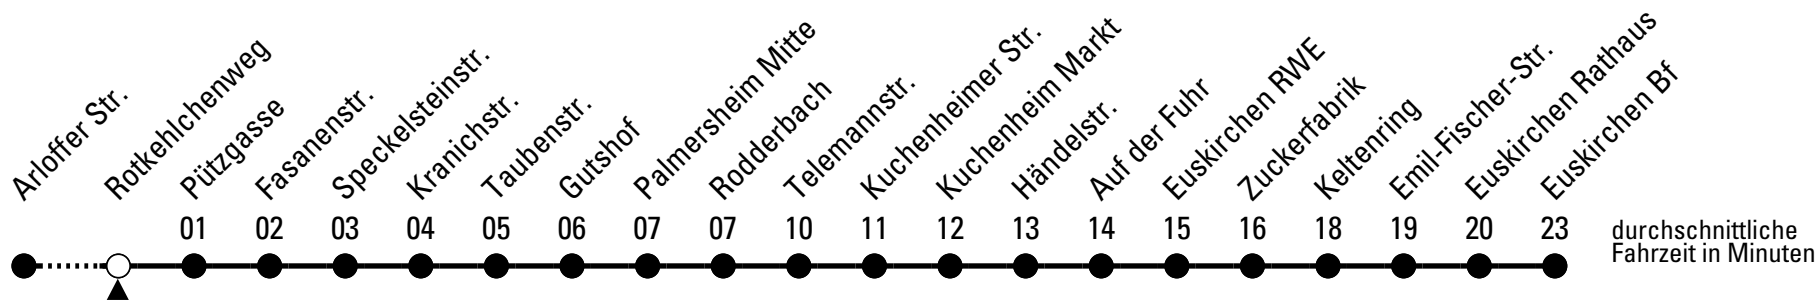 Arloffer Str.
Rotkehlchenweg
Pützgasse
Fasanenstr.
Speckelsteinstr.
Kranichstr.
Taubenstr.
Gutshof
Palmersheim Mitte
Rodderbach
Telemannstr.
Kuchenheimer Str.
Kuchenheim Markt
Händelstr.
Auf der Fuhr
Euskirchen RWE
Zuckerfabrik
Keltenring
Emil-Fischer-Str.
Euskirchen Rathaus
Euskirchen Bf
01 02 03 04 05 06 07 07 10 11 12 13 14 15 16 18 19 20 23
durchschnittliche
Fahrzeit in Minuten